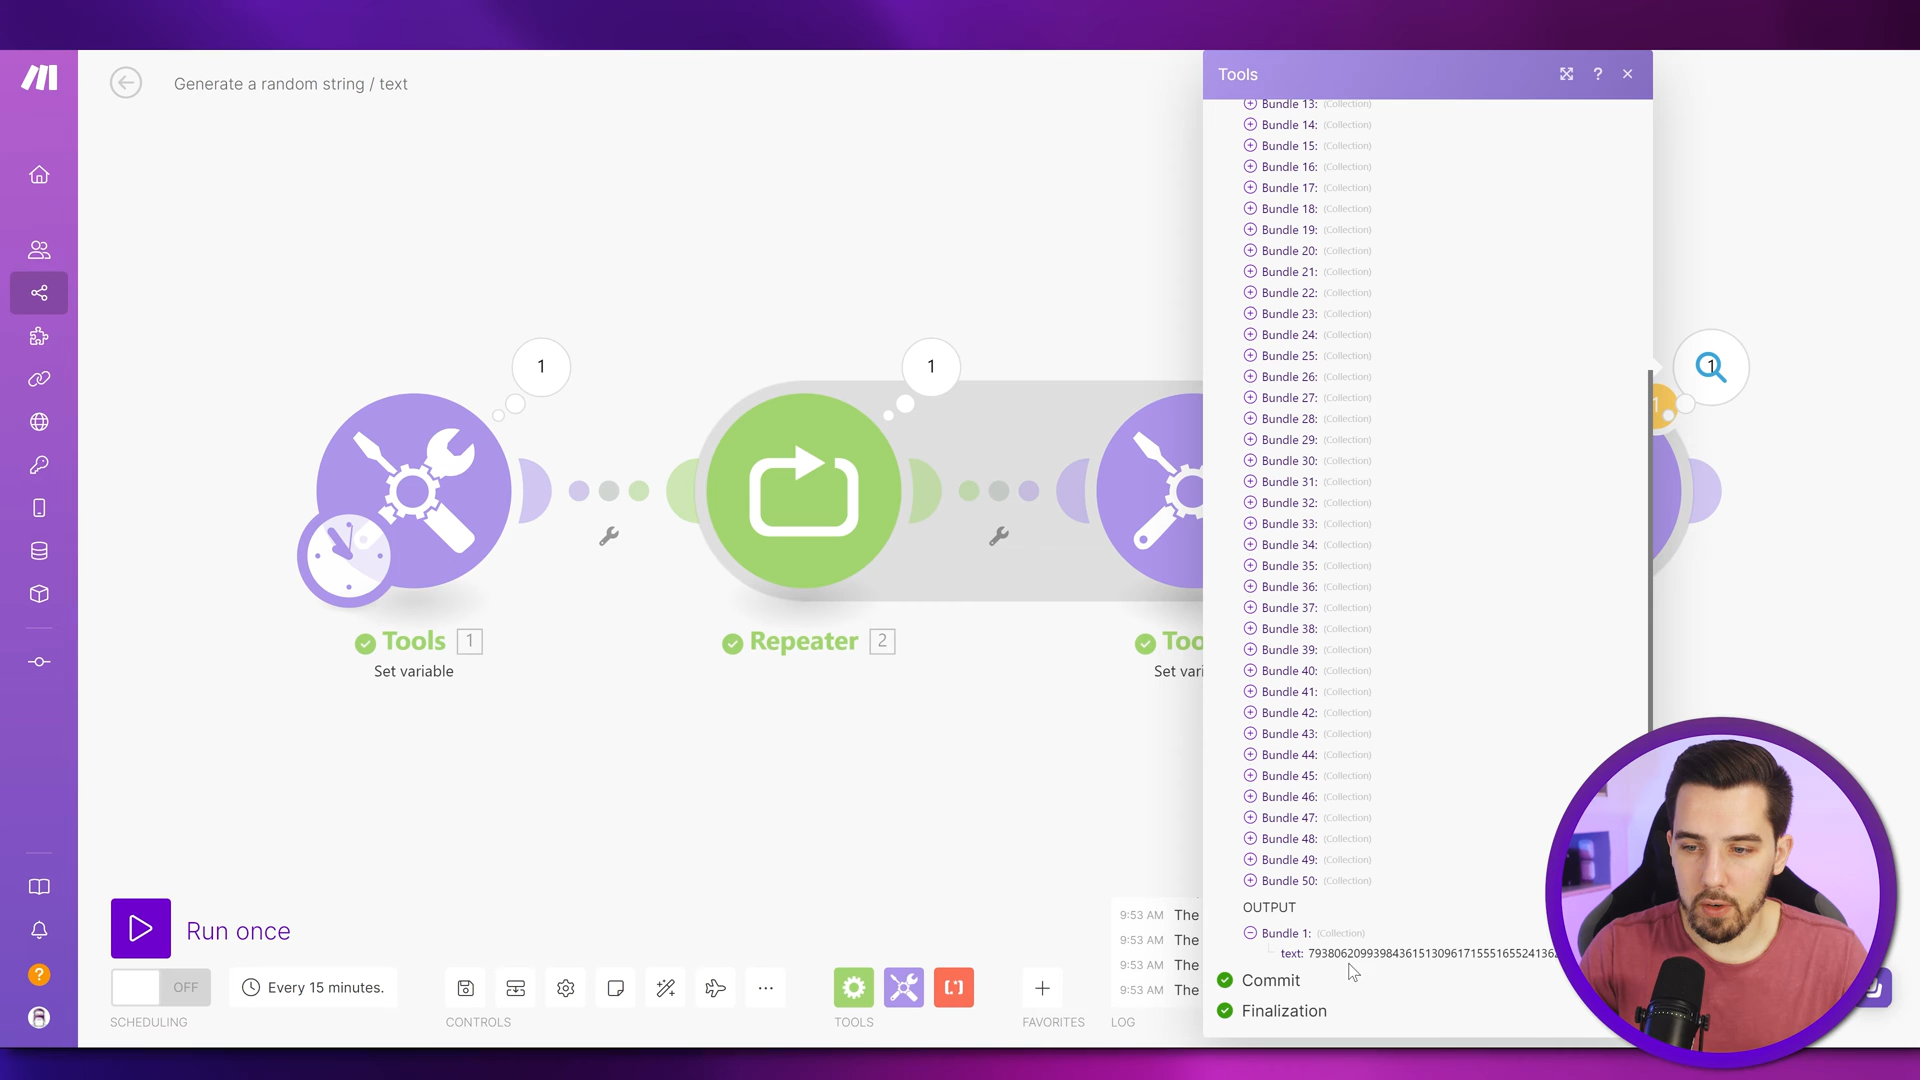 Generate a random string / text
Tools
?
Bundle 13: (Collection)
Bundle 14: (Collection)
Bundle 15: (Collection)
Bundle 16: (Collection)
Bundle 17: (Collection)
Bundle 18: (Collection)
Bundle 19: (Collection)
Bundle 20: (Collection)
Bundle 21: (Collection)
Bundle 22: (Collection)
Bundle 23: (Collection)
Bundle 24: (Collection)
Bundle 25: (Collection)
Bundle 26: (Collection)
Bundle 27: (Collection)
Bundle 28: (Collection)
Bundle 29: (Collection)
Bundle 30: (Collection)
Bundle 31: (Collection)
Bundle 32: (Collection)
Bundle 33: (Collection)
Bundle 34: (Collection)
Bundle 35: (Collection)
Bundle 36: (Collection)
Bundle 37: (Collection)
Bundle 38: (Collection)
Bundle 39: (Collection)
Bundle 40: (Collection)
Bundle 41: (Collection)
Bundle 42: (Collection)
Bundle 43: (Collection)
Bundle 44: (Collection)
Bundle 45: (Collection)
Bundle 46: (Collection)
Bundle 47: (Collection)
Bundle 48: (Collection)
Bundle 49: (Collection)
Bundle 50: (Collection)
OUTPUT
Bundle 1: (Collection)
text: 793806209939843615130961715551655241362
Commit
Finalization
1
1
1
1
Tools 1
Set variable
Repeater 2
Too
Set vari
Run once
OFF
Every 15 minutes.
SCHEDULING
CONTROLS
TOOLS
FAVORITES
LOG
9:53 AM The
9:53 AM The
9:53 AM The
9:53 AM The
?